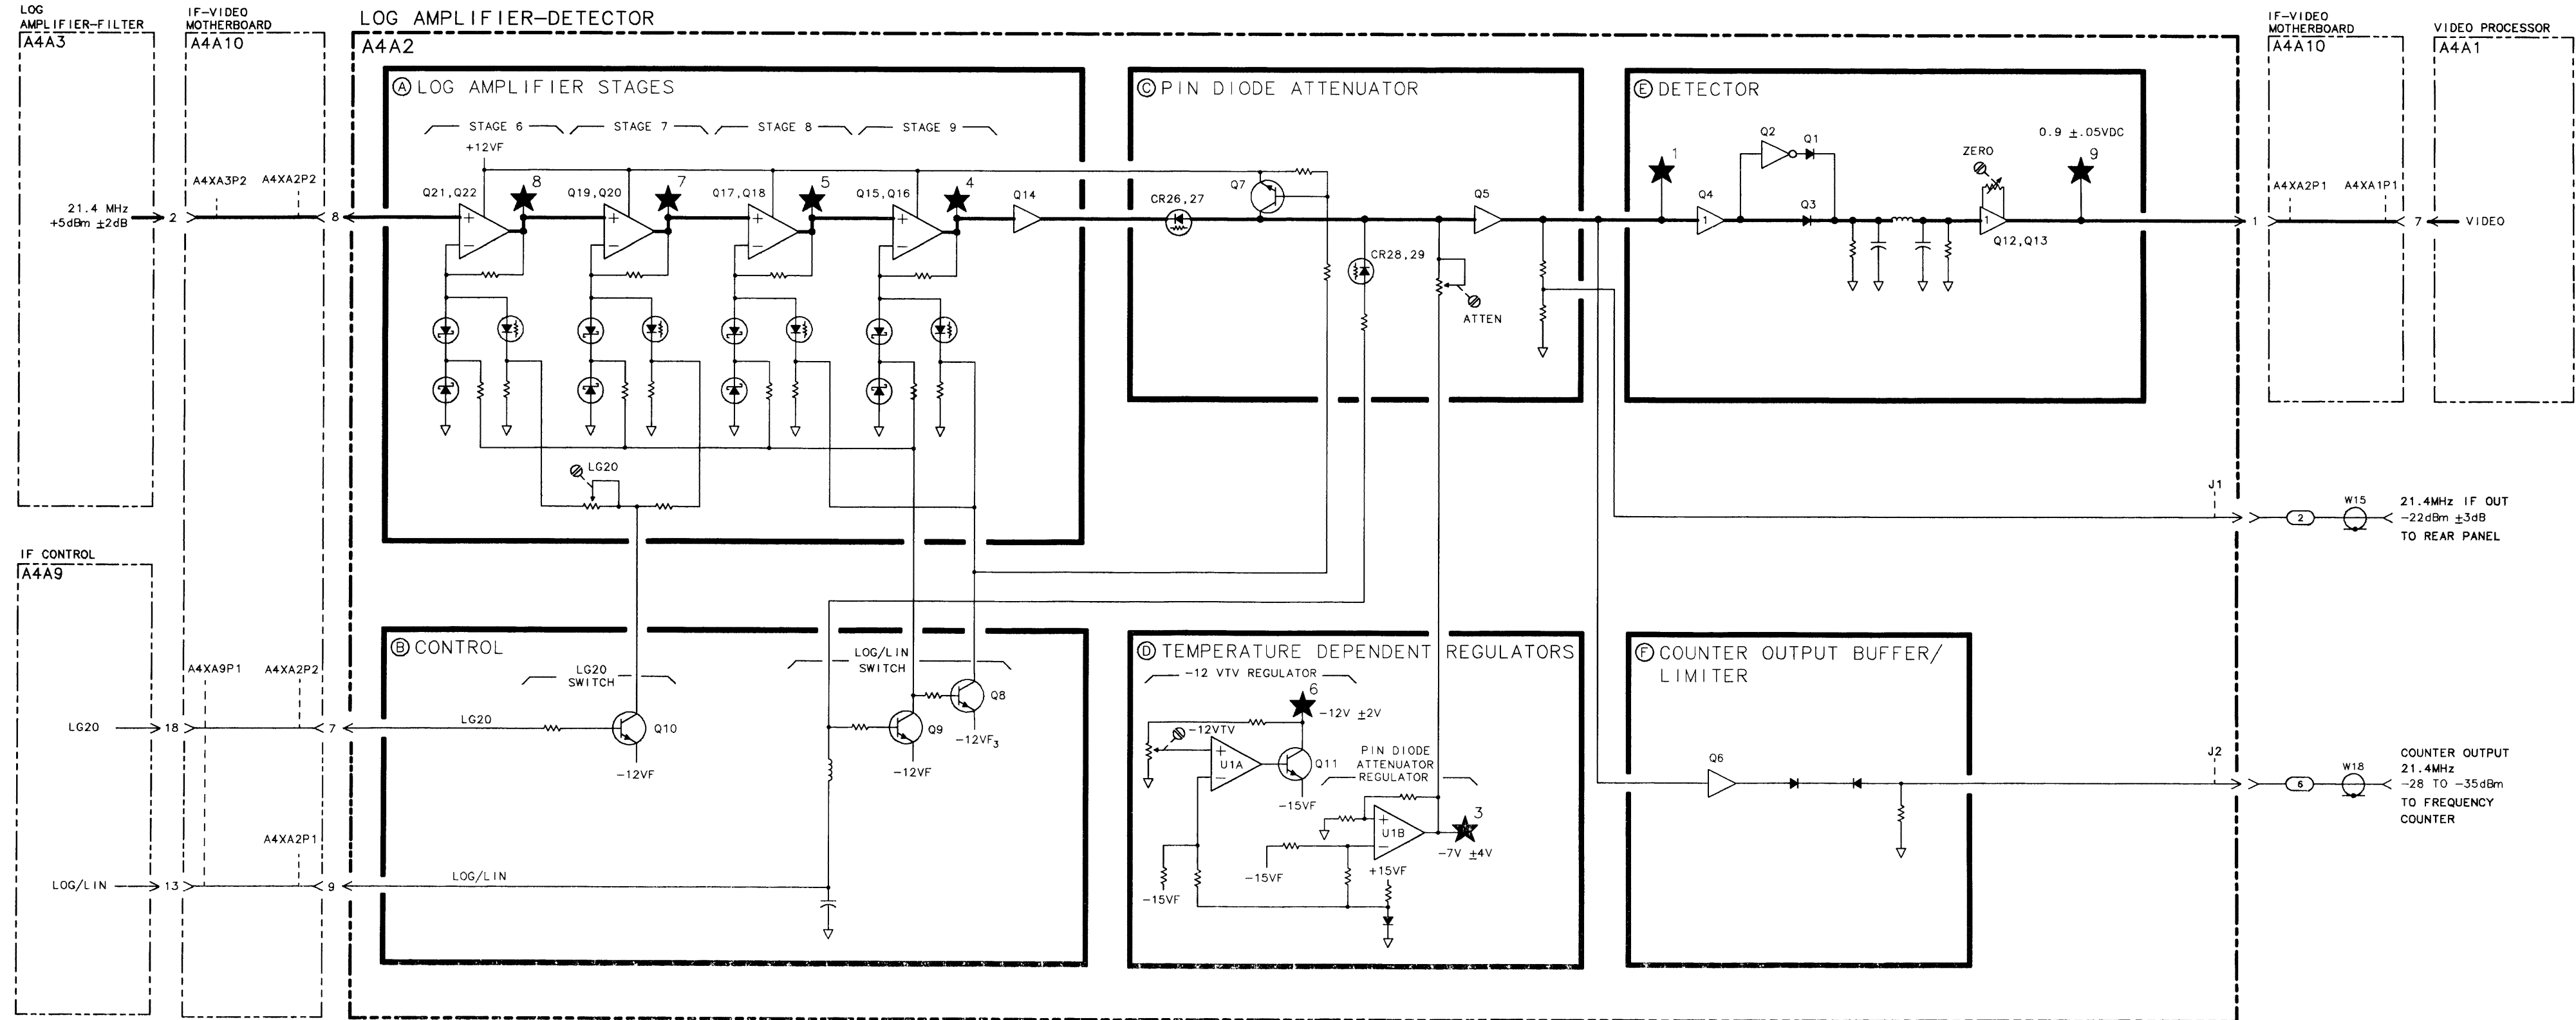 LOG
AMPLIFIER-FILTER
A4A3
21.4 MHz
+5dBm ±2dB
2
IF-VIDEO
MOTHERBOARD
A4A10
A4XA3P2
A4XA2P2
8
LOG AMPLIFIER-DETECTOR
A4A2
Ⓐ LOG AMPLIFIER STAGES
STAGE 6
STAGE 7
STAGE 8
STAGE 9
+12VF
Q21,Q22
8
Q19,Q20
7
Q17,Q18
5
Q15,Q16
4
Q14
+
−
+
−
+
−
+
−
LG20
Ⓒ PIN DIODE ATTENUATOR
Q7
CR26,27
Q5
CR28,29
ATTEN
Ⓔ DETECTOR
1
Q2
Q1
Q4
1
Q3
ZERO
1
Q12,Q13
0.9 ±.05VDC
9
IF-VIDEO
MOTHERBOARD
A4A10
A4XA2P1
A4XA1P1
1
7
VIDEO PROCESSOR
A4A1
VIDEO
J1
2
W15
21.4MHz IF OUT
-22dBm ±3dB
TO REAR PANEL
IF CONTROL
A4A9
LG20
18
A4XA9P1
A4XA2P2
7
LOG/LIN
13
A4XA2P1
9
Ⓑ CONTROL
LG20
SWITCH
LOG/LIN
SWITCH
LG20
Q10
-12VF
Q9
-12VF
Q8
-12VF3
LOG/LIN
Ⓓ TEMPERATURE DEPENDENT REGULATORS
-12 VTV REGULATOR
6
-12V ±2V
-12VTV
+
U1A
−
Q11
-15VF
PIN DIODE
ATTENUATOR
REGULATOR
+
U1B
−
3
-7V ±4V
-15VF
+15VF
-15VF
Ⓕ COUNTER OUTPUT BUFFER/
LIMITER
Q6
J2
6
W18
COUNTER OUTPUT
21.4MHz
-28 TO -35dBm
TO FREQUENCY
COUNTER